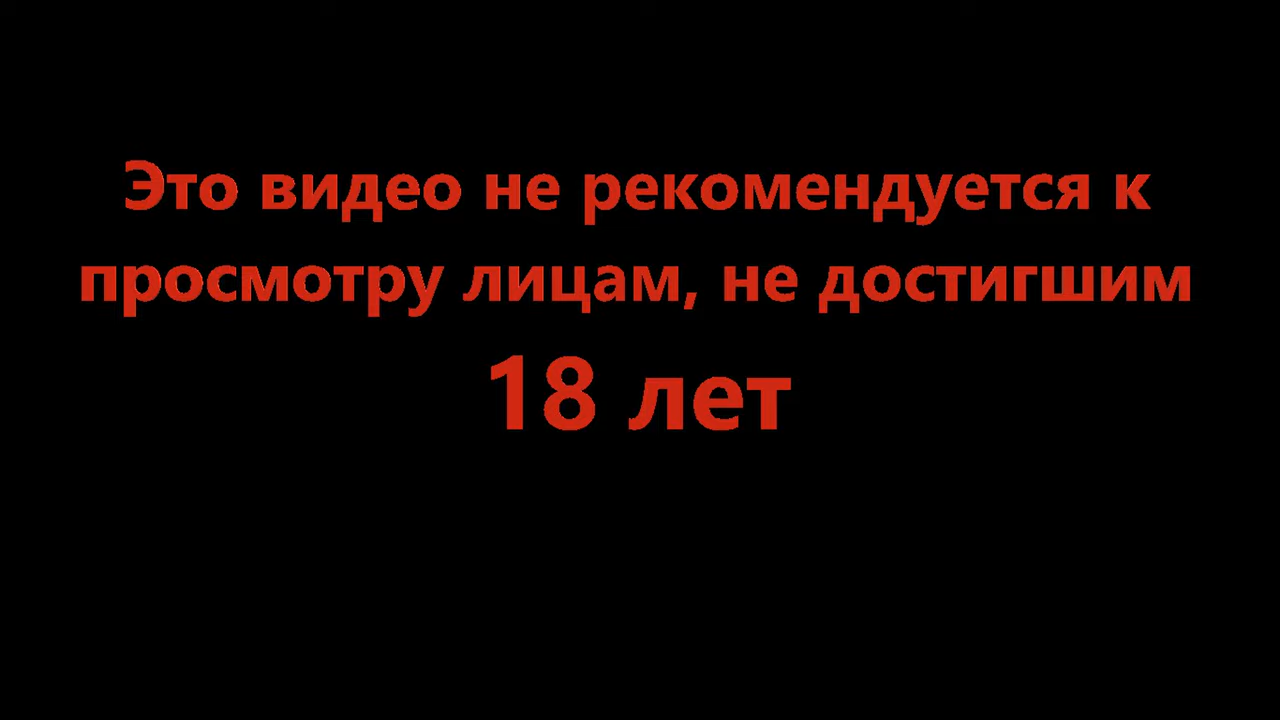 Это видео не рекомендуется к
просмотру лицам, не достигшим
18 лет